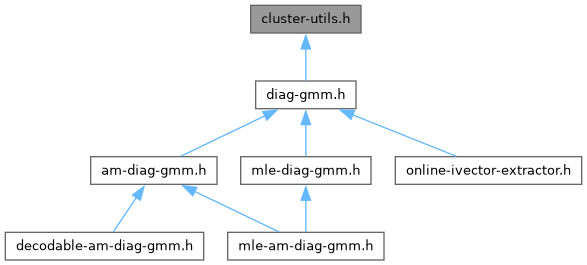 cluster-utils.h
diag-gmm.h
am-diag-gmm.h
mle-diag-gmm.h
online-ivector-extractor.h
decodable-am-diag-gmm.h
mle-am-diag-gmm.h